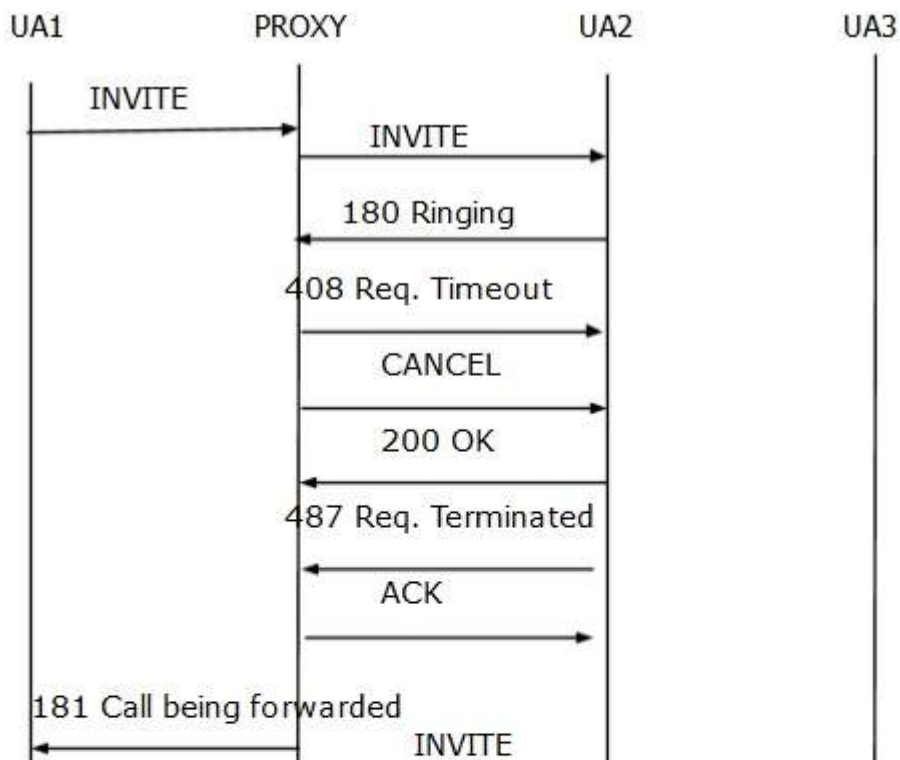 UA1 PROXY UA2 UA3
INVITE
INVITE
180 Ringing
408 Req. Timeout
CANCEL
200 OK
487 Req. Terminated
ACK
181 Call being forwarded
INVITE